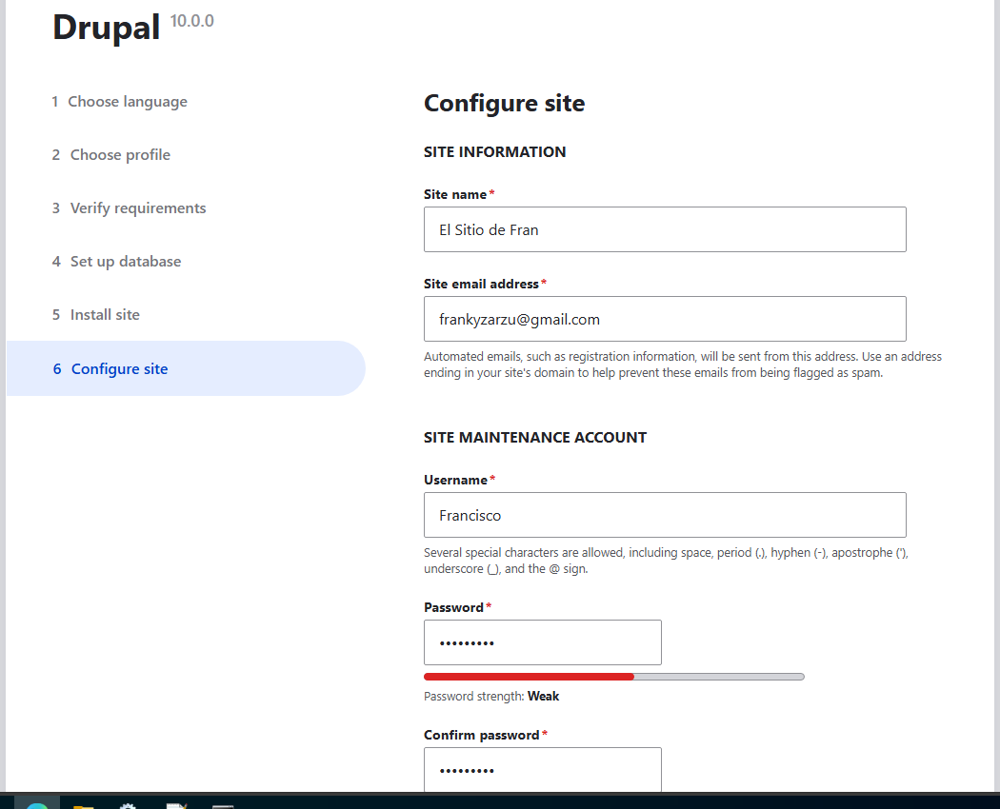 Drupal 10.0.0
1 Choose language
2 Choose profile
3 Verify requirements
4 Set up database
5 Install site
6 Configure site
Configure site
SITE INFORMATION
Site name*
El Sitio de Fran
Site email address*
frankyzarzu@gmail.com
Automated emails, such as registration information, will be sent from this address. Use an address
ending in your site's domain to help prevent these emails from being flagged as spam.
SITE MAINTENANCE ACCOUNT
Username*
Francisco
Several special characters are allowed, including space, period (.), hyphen (-), apostrophe ('),
underscore (_), and the @ sign.
Password*
•••••••••
Password strength: Weak
Confirm password*
•••••••••